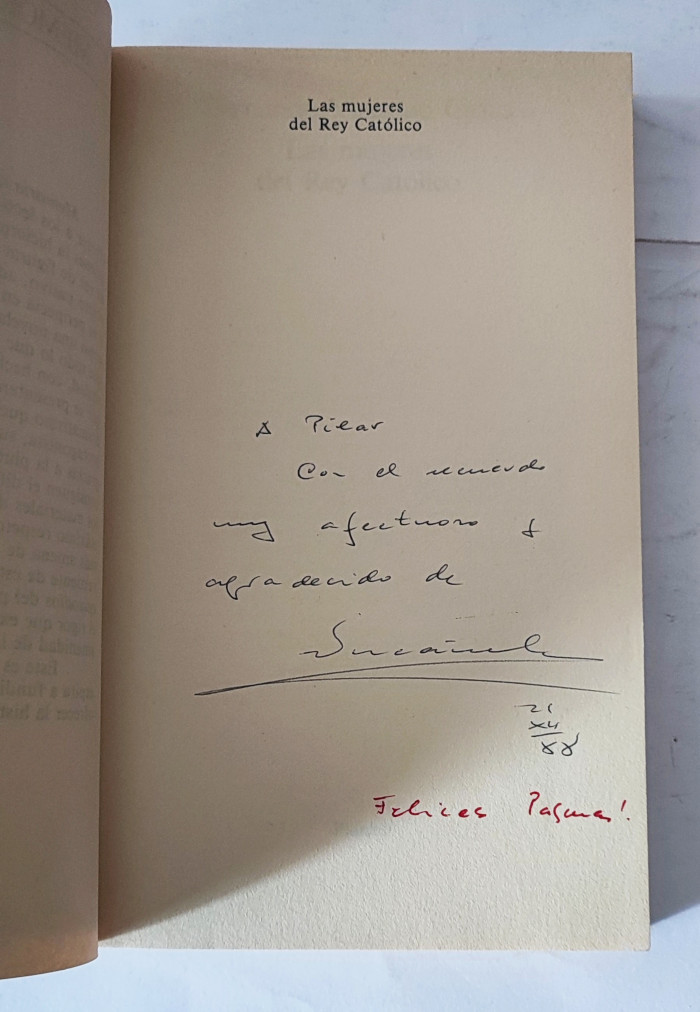 Las mujeres
del Rey Católico
A Pilar
Con el recuerdo
muy afectuoso y
agradecido de
21
XII
88
Felices Pascuas!